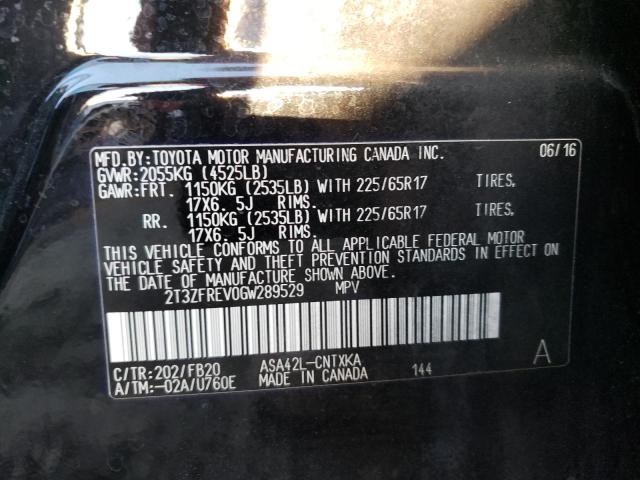 MFD.BY:TOYOTA MOTOR MANUFACTURING CANADA INC. 06/16
GVWR:2055KG (4525LB)
GAWR:FRT. 1150KG (2535LB) WITH 225/65R17 TIRES,
17X6.5J RIMS.
RR. 1150KG (2535LB) WITH 225/65R17 TIRES,
17X6.5J RIMS.
THIS VEHICLE CONFORMS TO ALL APPLICABLE FEDERAL MOTOR
VEHICLE SAFETY AND THEFT PREVENTION STANDARDS IN EFFECT ON
THE DATE OF MANUFACTURE SHOWN ABOVE.
2T3ZFREV0GW289529 MPV
C/TR:202/FB20 ASA42L-CNTXKA A
A/TM:-02A/U760E MADE IN CANADA 144